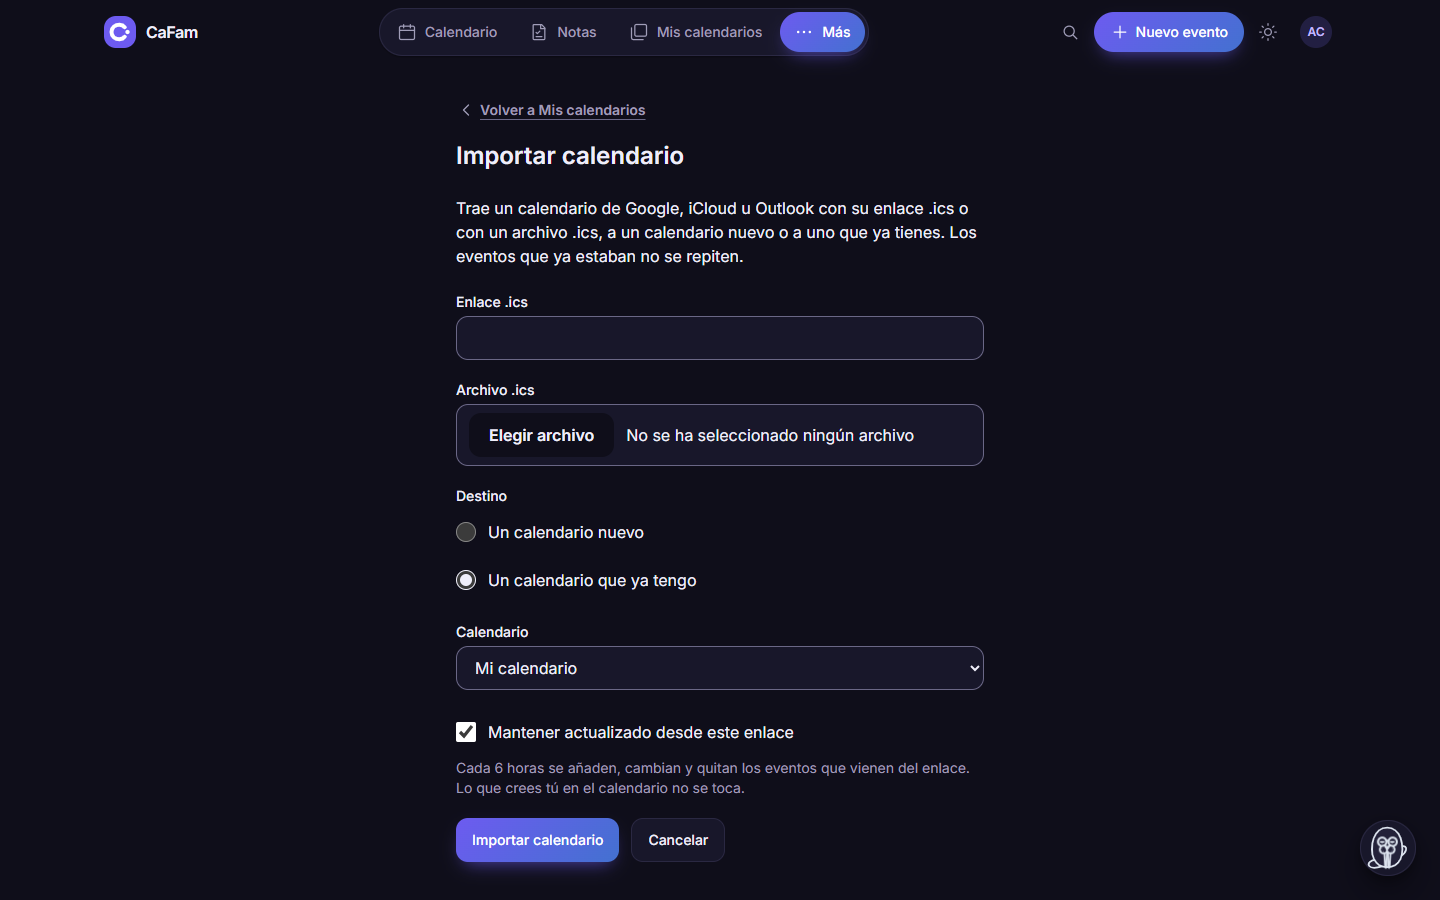 CaFam
Calendario
Notas
Mis calendarios
Más
Nuevo evento
AC
Volver a Mis calendarios
Importar calendario
Trae un calendario de Google, iCloud u Outlook con su enlace .ics o
con un archivo .ics, a un calendario nuevo o a uno que ya tienes. Los
eventos que ya estaban no se repiten.
Enlace .ics
Archivo .ics
Elegir archivo No se ha seleccionado ningún archivo
Destino
Un calendario nuevo
Un calendario que ya tengo
Calendario
Mi calendario
Mantener actualizado desde este enlace
Cada 6 horas se añaden, cambian y quitan los eventos que vienen del enlace.
Lo que crees tú en el calendario no se toca.
Importar calendario
Cancelar